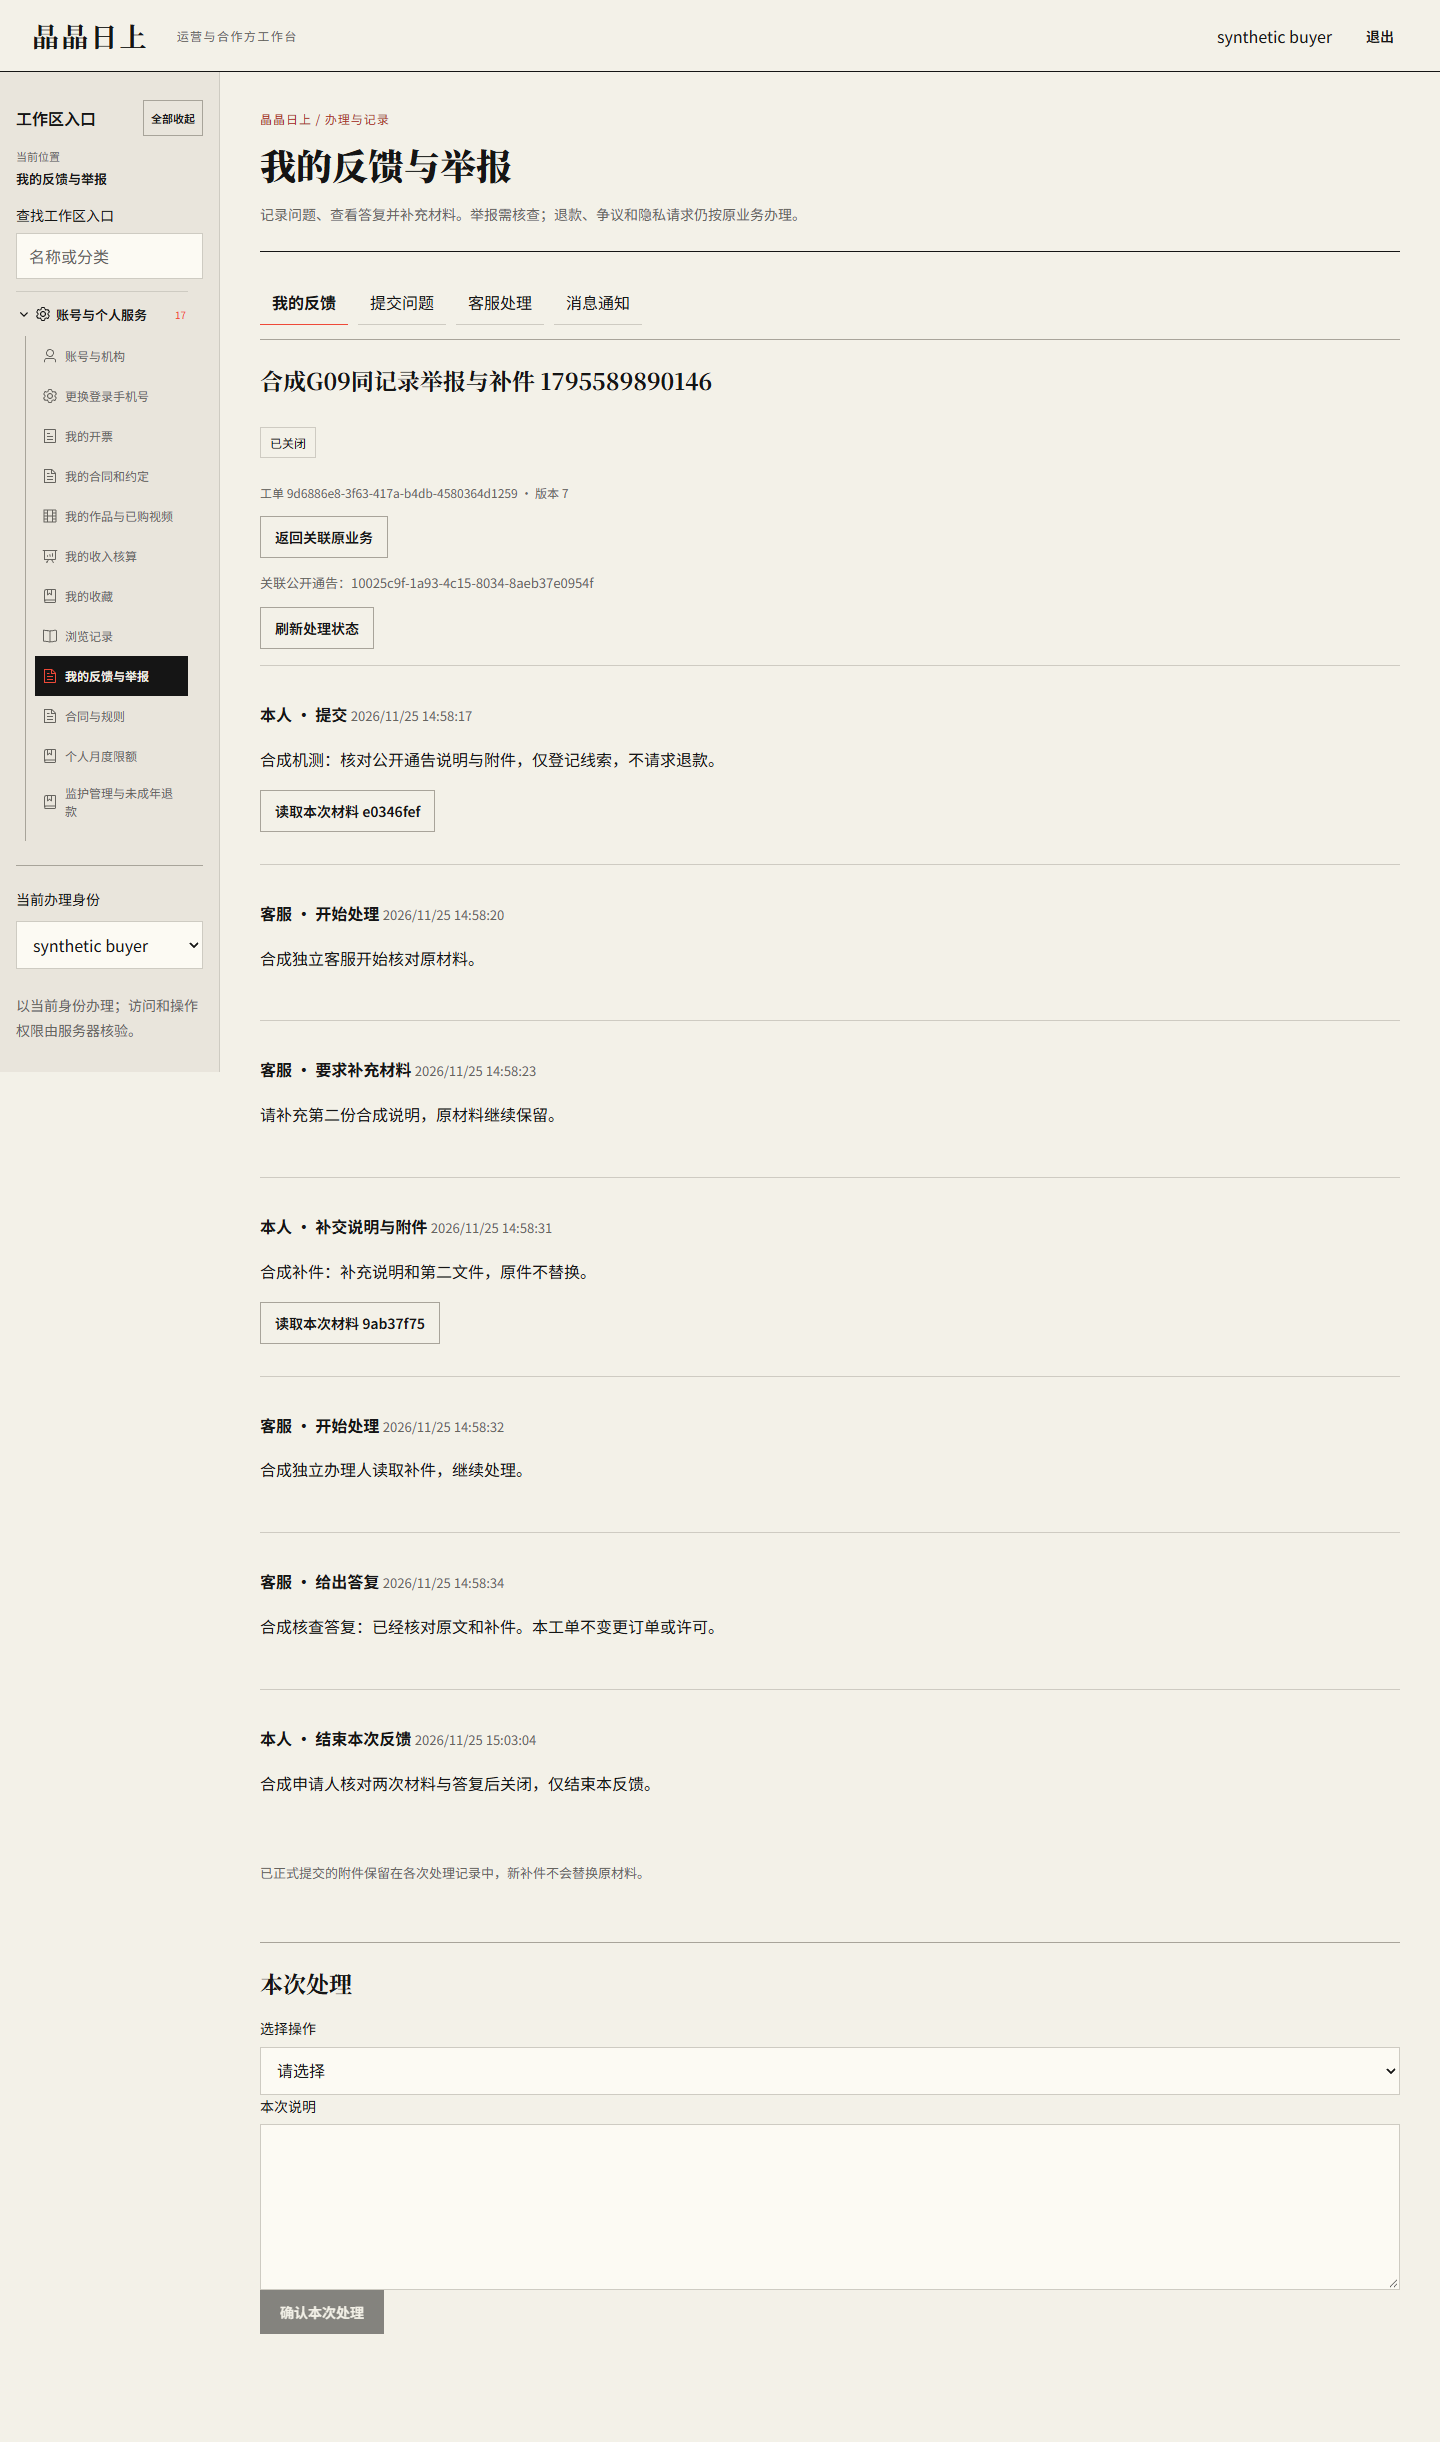 晶晶日上
运营与合作方工作台
synthetic buyer
退出
工作区入口
全部收起
当前位置
我的反馈与举报
查找工作区入口
名称或分类
账号与个人服务
17
账号与机构
更换登录手机号
我的开票
我的合同和约定
我的作品与已购视频
我的收入核算
我的收藏
浏览记录
我的反馈与举报
合同与规则
个人月度限额
监护管理与未成年退
款
当前办理身份
synthetic buyer
以当前身份办理；访问和操作
权限由服务器核验。
晶晶日上 / 办理与记录
我的反馈与举报
记录问题、查看答复并补充材料。举报需核查；退款、争议和隐私请求仍按原业务办理。
我的反馈
提交问题
客服处理
消息通知
合成G09同记录举报与补件 1795589890146
已关闭
工单 9d6886e8-3f63-417a-b4db-4580364d1259 · 版本 7
返回关联原业务
关联公开通告：10025c9f-1a93-4c15-8034-8aeb37e0954f
刷新处理状态
本人 · 提交 2026/11/25 14:58:17
合成机测：核对公开通告说明与附件，仅登记线索，不请求退款。
读取本次材料 e0346fef
客服 · 开始处理 2026/11/25 14:58:20
合成独立客服开始核对原材料。
客服 · 要求补充材料 2026/11/25 14:58:23
请补充第二份合成说明，原材料继续保留。
本人 · 补交说明与附件 2026/11/25 14:58:31
合成补件：补充说明和第二文件，原件不替换。
读取本次材料 9ab37f75
客服 · 开始处理 2026/11/25 14:58:32
合成独立办理人读取补件，继续处理。
客服 · 给出答复 2026/11/25 14:58:34
合成核查答复：已经核对原文和补件。本工单不变更订单或许可。
本人 · 结束本次反馈 2026/11/25 15:03:04
合成申请人核对两次材料与答复后关闭，仅结束本反馈。
已正式提交的附件保留在各次处理记录中，新补件不会替换原材料。
本次处理
选择操作
请选择
本次说明
确认本次处理